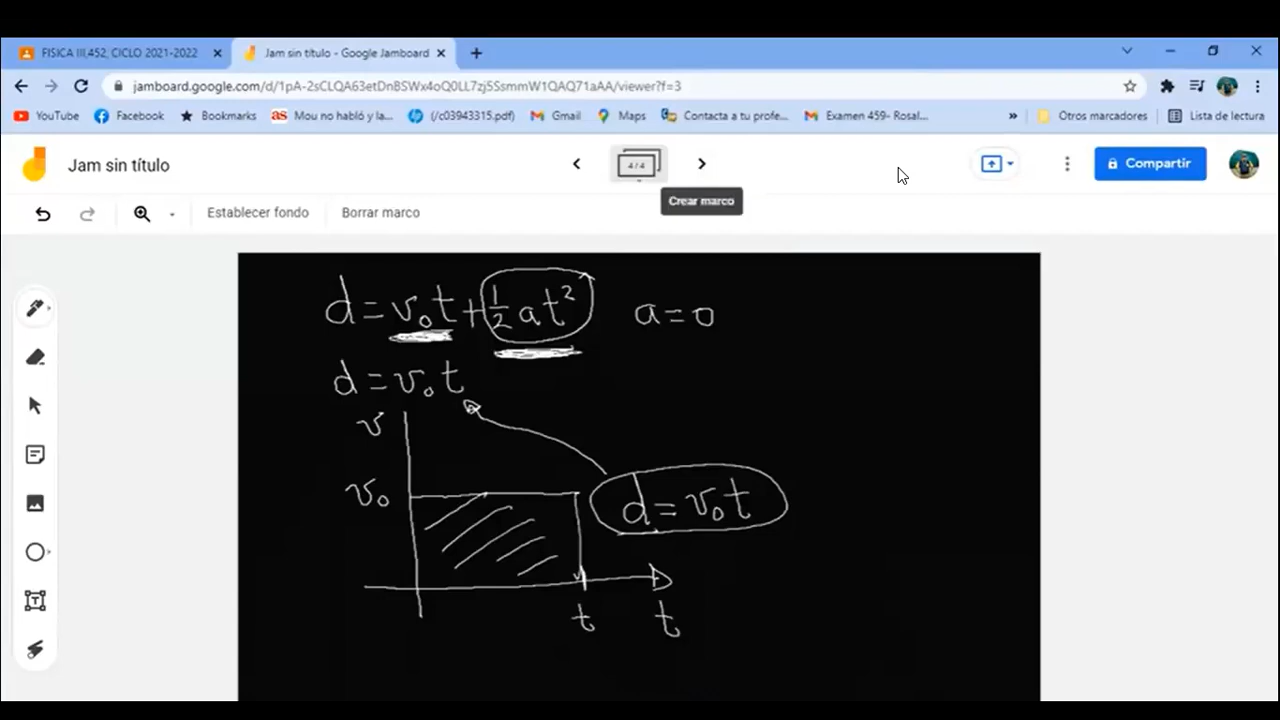 FISICA III,452, CICLO 2021-2022
Jam sin título - Google Jamboard
jamboard.google.com/d/1pA-2sCLQA63etDnBSWx4oQ0LL7zj5SsmmW1QAQ71aAA/viewer?f=3
YouTube Facebook Bookmarks Mou no habló y la... (/c03943315.pdf) Gmail Maps Contacta a tu profe... Examen 459- Rosal... » Otros marcadores Lista de lectura
Jam sin título
4/4
Compartir
Crear marco
Establecer fondo Borrar marco
d = v₀t + ½at² a = 0
d = v₀t
v
v₀
d = v₀t
t t